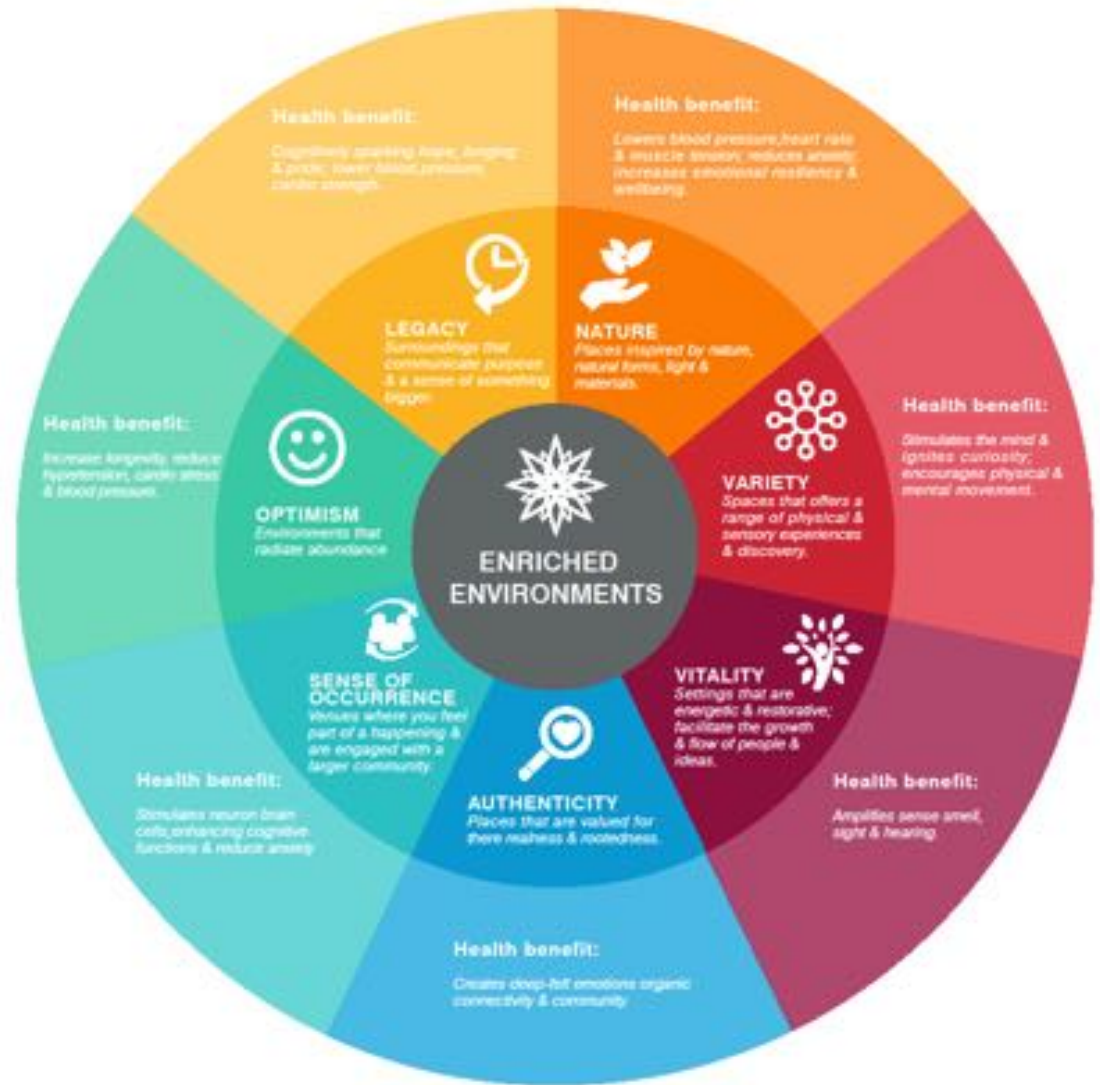 ENRICHED
ENVIRONMENTS
NATURE
Places inspired by nature,
natural forms, light &
materials.
Health benefit:
Lowers blood pressure,heart rate
& muscle tension; reduces anxiety;
increases emotional resiliency &
wellbeing.
VARIETY
Spaces that offers a
range of physical &
sensory experiences
& discovery.
Health benefit:
Stimulates the mind &
ignites curiosity;
encourages physical &
mental movement.
VITALITY
Settings that are
energetic & restorative;
facilitate the growth
& flow of people &
ideas.
Health benefit:
Amplifies sense smell,
sight & hearing.
AUTHENTICITY
Places that are valued for
there realness & rootedness.
Health benefit:
Creates deep-felt emotions organic
connectivity & community
SENSE OF
OCCURRENCE
Venues where you feel
part of a happening &
are engaged with a
larger community.
Health benefit:
Stimulates neuron brain
cells,enhancing cognitive
functions & reduce anxiety
OPTIMISM
Environments that
radiate abundance
Health benefit:
Increase longevity, reduce
hypertension, cardio stress
& blood pressure.
LEGACY
Surroundings that
communicate purpose
& a sense of something
bigger.
Health benefit:
Cognitively sparking hope, longing
& pride; lower blood pressure,
cardio strength.